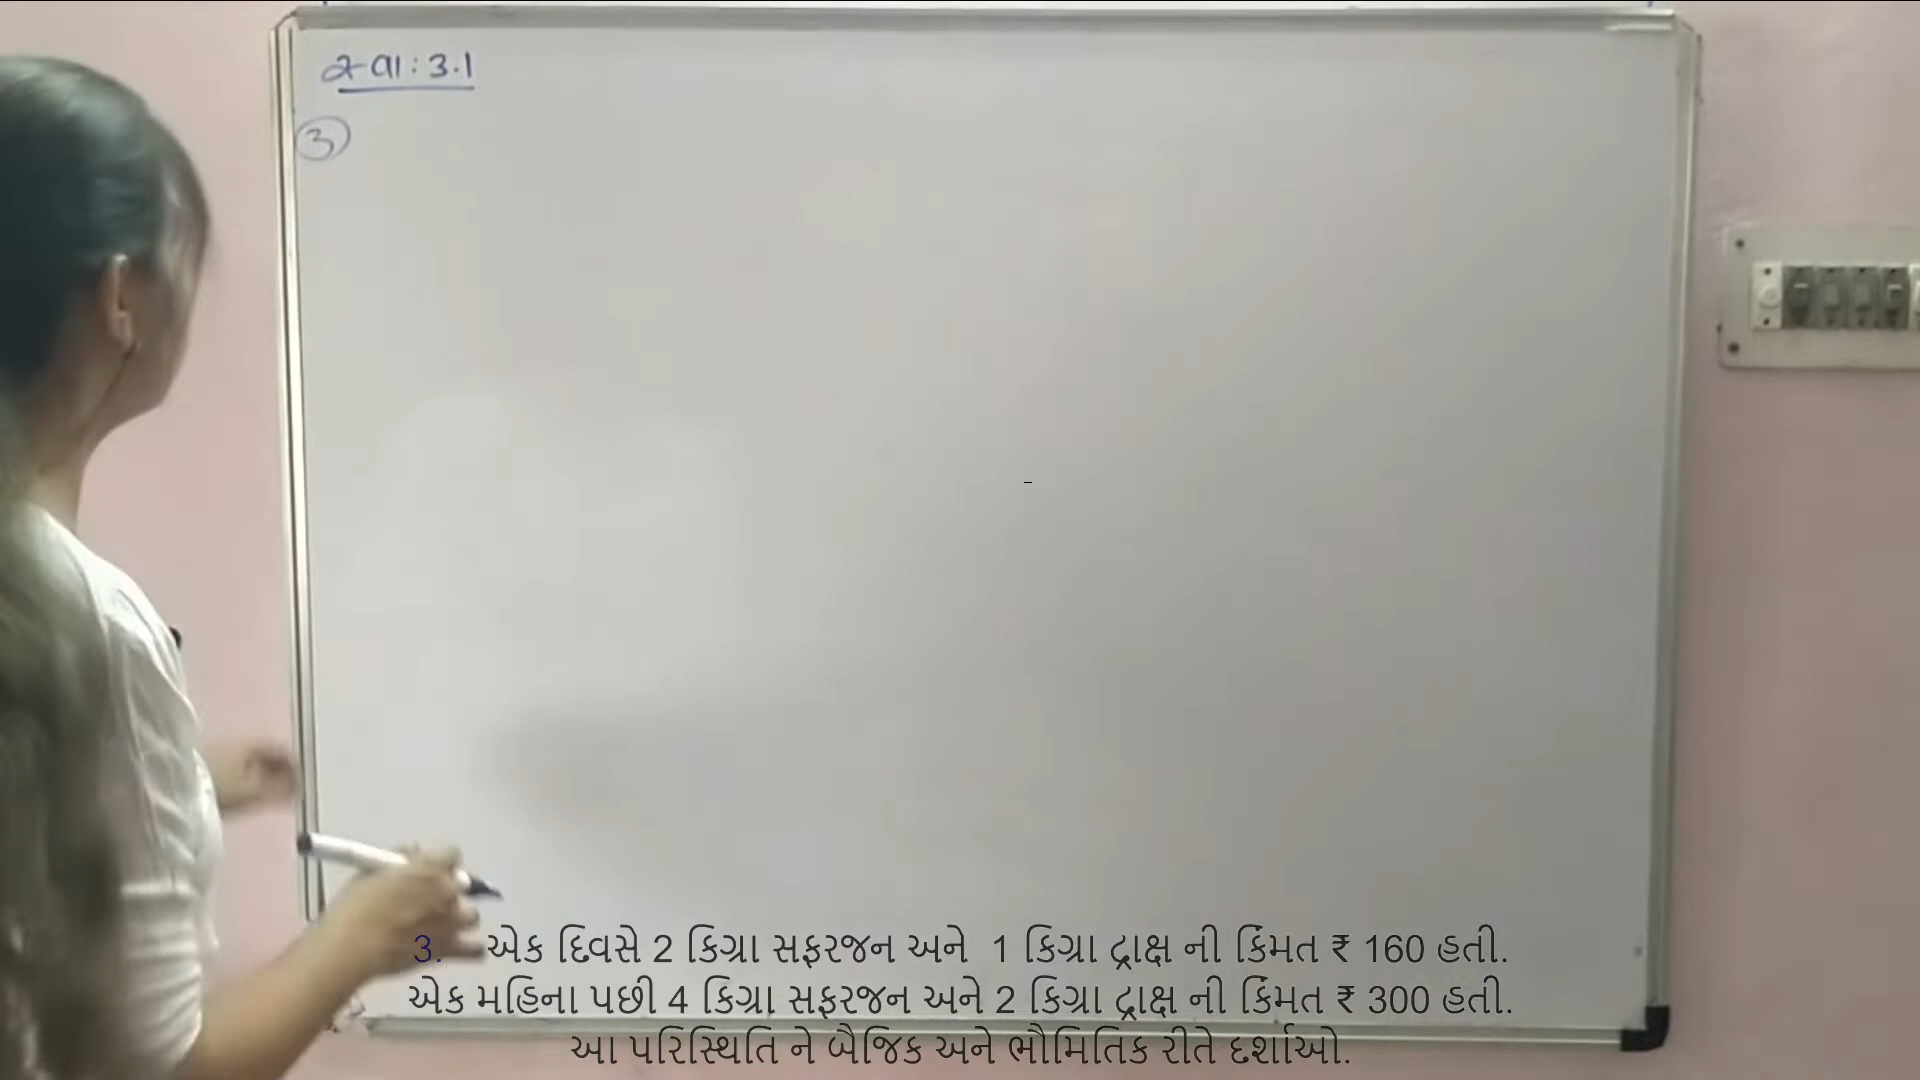 સ્વા : 3.1
3
3. એક દિવસે 2 કિગ્રા સફરજન અને 1 કિગ્રા દ્રાક્ષ ની કિંમત ₹ 160 હતી.
એક મહિના પછી 4 કિગ્રા સફરજન અને 2 કિગ્રા દ્રાક્ષ ની કિંમત ₹ 300 હતી.
આ પરિસ્થિતિ ને બૈજિક અને ભૌમિતિક રીતે દર્શાઓ.